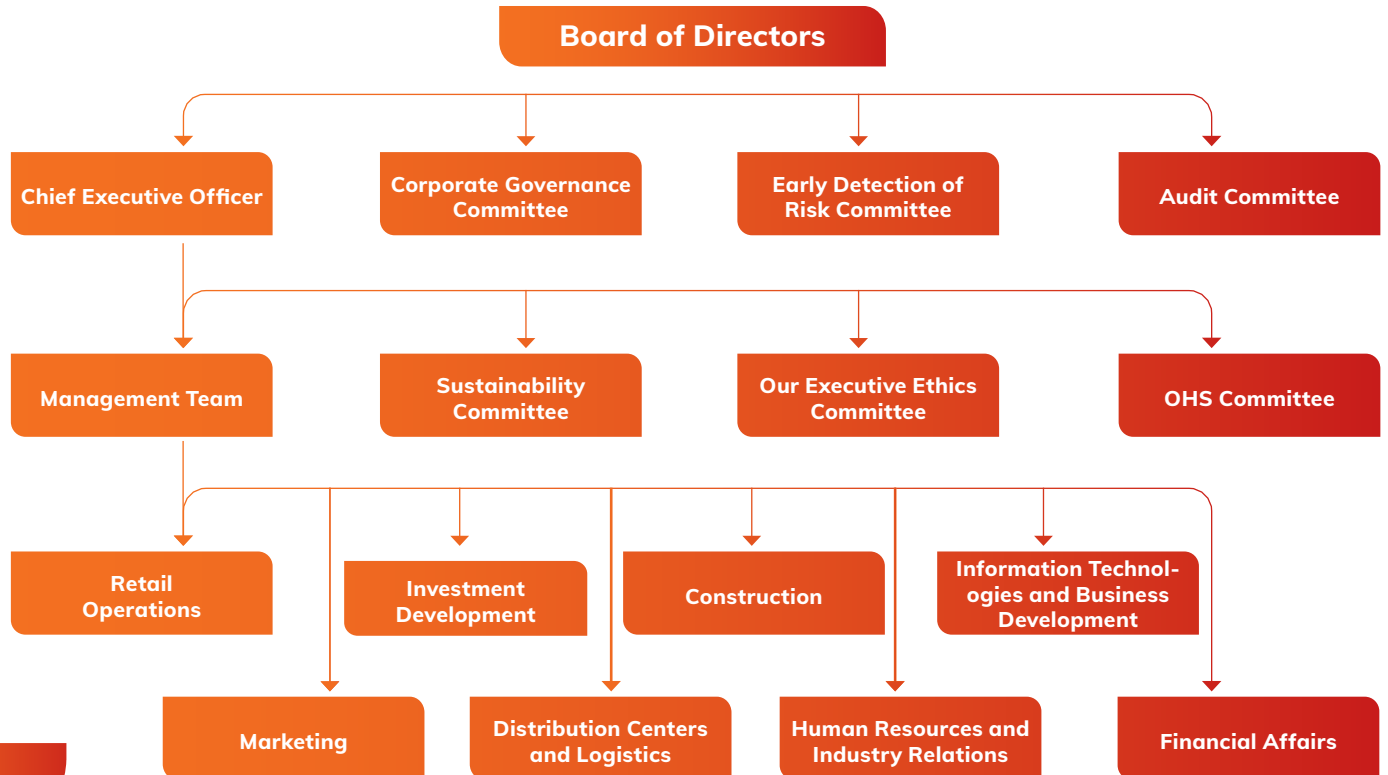 Board of Directors
Chief Executive Officer
Corporate Governance
Committee
Early Detection of
Risk Committee
Audit Committee
Management Team
Sustainability
Committee
Our Executive Ethics
Committee
OHS Committee
Retail
Operations
Investment
Development
Construction
Information Technol-
ogies and Business
Development
Marketing
Distribution Centers
and Logistics
Human Resources and
Industry Relations
Financial Affairs